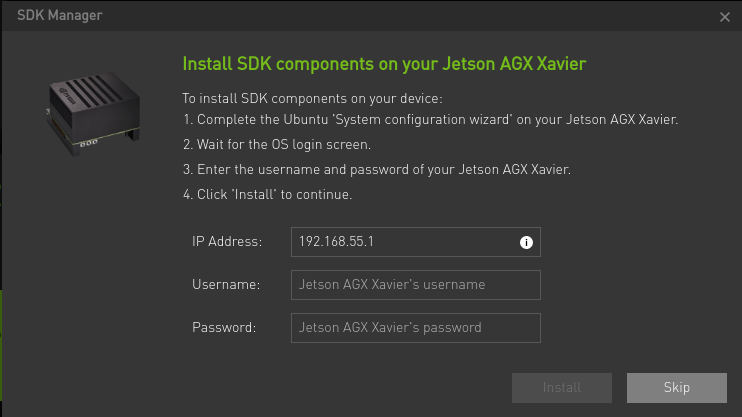 SDK Manager
Install SDK components on your Jetson AGX Xavier
To install SDK components on your device:
1. Complete the Ubuntu 'System configuration wizard' on your Jetson AGX Xavier.
2. Wait for the OS login screen.
3. Enter the username and password of your Jetson AGX Xavier.
4. Click 'Install' to continue.
IP Address: 192.168.55.1
Username: Jetson AGX Xavier's username
Password: Jetson AGX Xavier's password
Install Skip